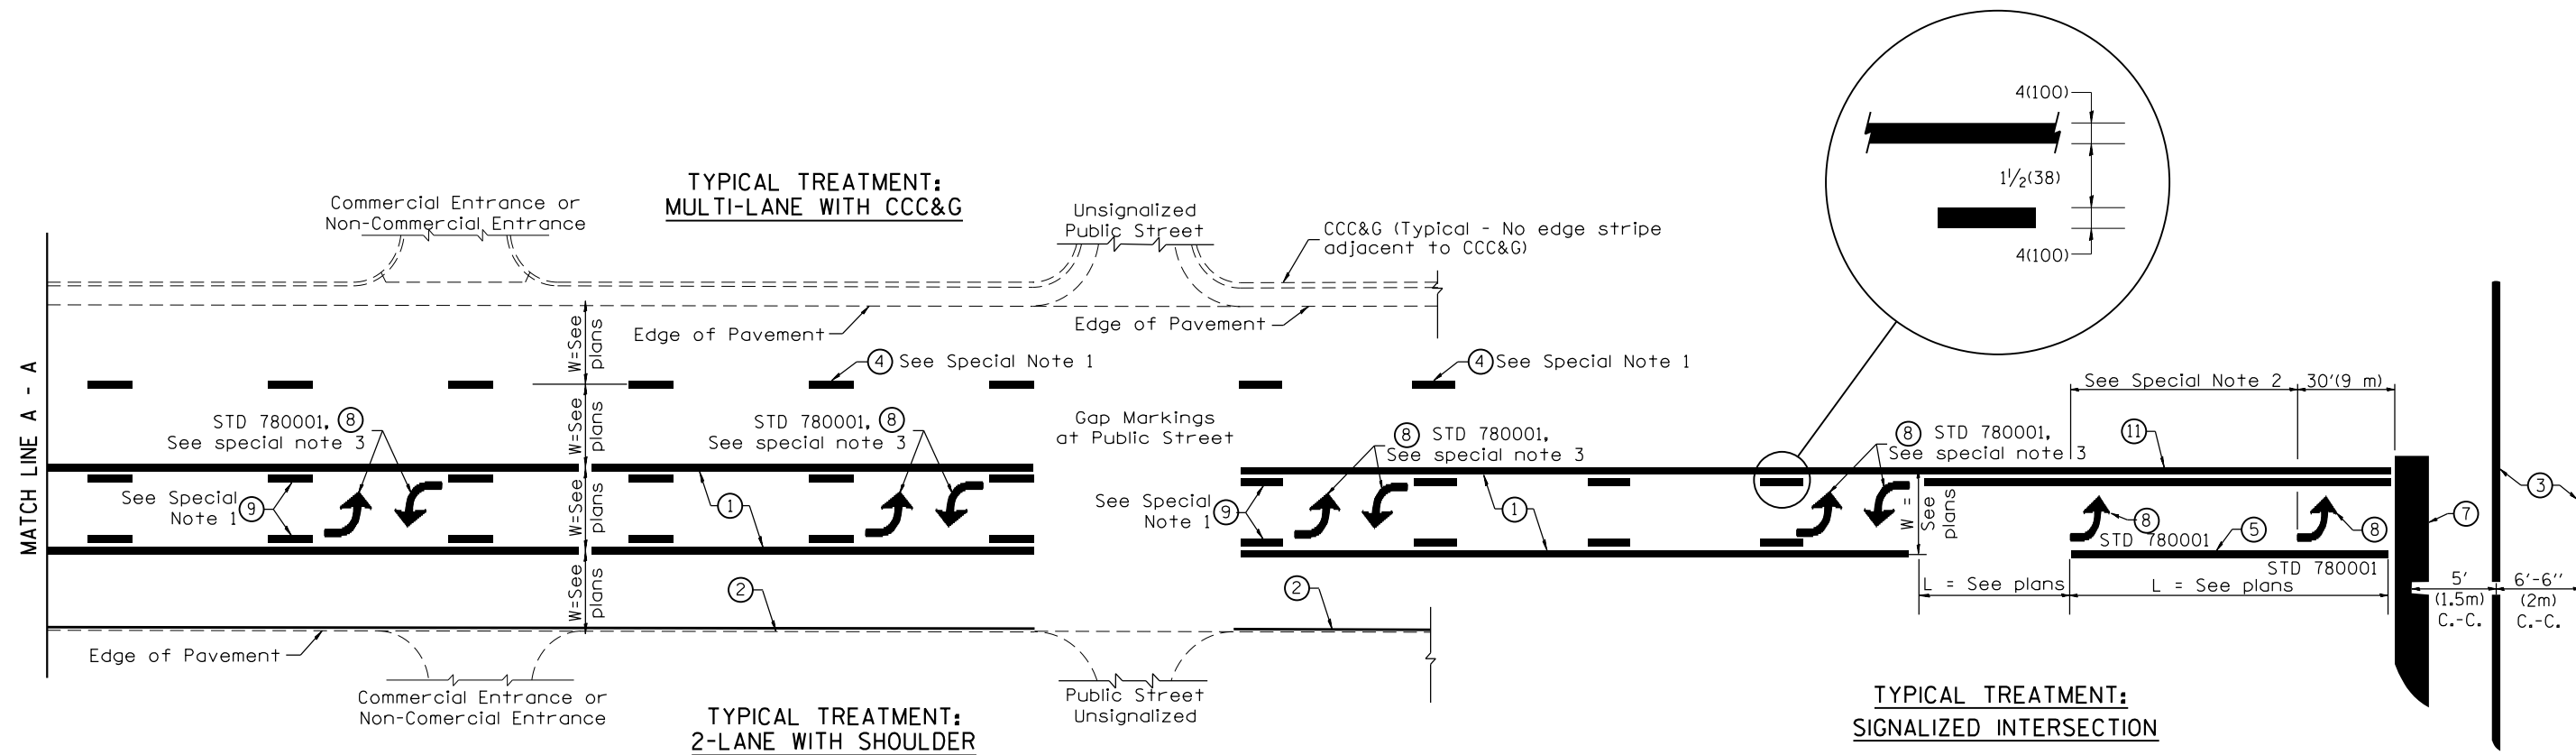 4(100)
1½(38)
4(100)
TYPICAL TREATMENT:
MULTI-LANE WITH CCC&G
Commercial Entrance or
Non-Commercial Entrance
Unsignalized
Public Street
CCC&G (Typical - No edge stripe
adjacent to CCC&G)
Edge of Pavement
Edge of Pavement
W=See
plans
4 See Special Note 1
4 See Special Note 1
MATCH LINE A - A
STD 780001, 8
See special note 3
W=See
plans
STD 780001, 8
See special note 3
Gap Markings
at Public Street
8 STD 780001,
See special note 3
8 STD 780001,
See special note 3
See Special Note 2
30'(9 m)
11
See Special
Note 1
9
W=See
plans
1
See Special
Note 1
9
1
W =
See
plans
8
STD 780001
5
8
7
3
STD 780001
W=See
plans
2
2
L = See plans
L = See plans
5'
(1.5m)
C.-C.
6'-6''
(2m)
C.-C.
Edge of Pavement
Commercial Entrance or
Non-Comercial Entrance
Public Street
Unsignalized
TYPICAL TREATMENT:
2-LANE WITH SHOULDER
TYPICAL TREATMENT:
SIGNALIZED INTERSECTION